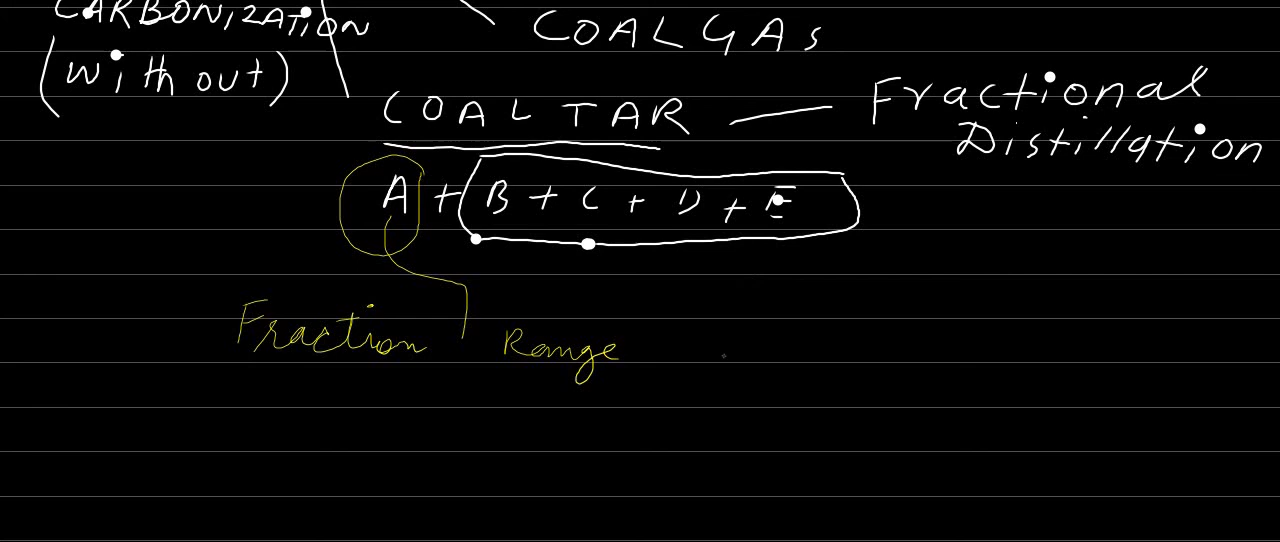 CARBONIZATION
COALGAS
(without)
COALTAR — Fractional
Distillation
A + B + C + D + E
Fraction Range